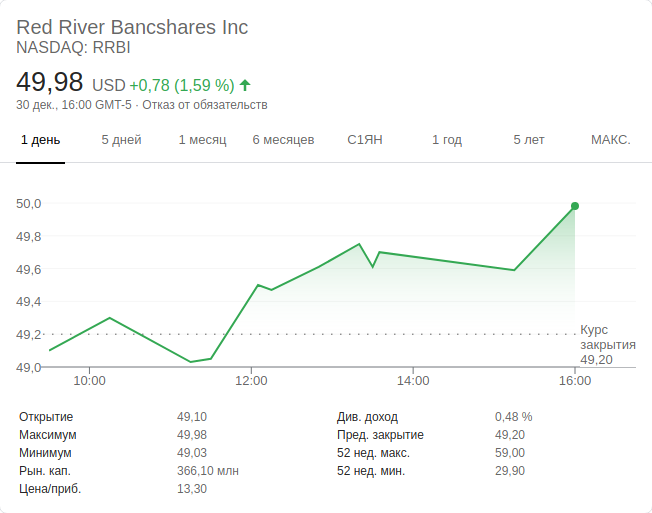 Red River Bancshares Inc
NASDAQ: RRBI
49,98 USD +0,78 (1,59 %)
30 дек., 16:00 GMT-5 · Отказ от обязательств
1 день 5 дней 1 месяц 6 месяцев С1ЯН 1 год 5 лет МАКС.
50,0
49,8
49,6
49,4
49,2
49,0
Курс
закрытия
49,20
10:00 12:00 14:00 16:00
Открытие 49,10 Див. доход 0,48 %
Максимум 49,98 Пред. закрытие 49,20
Минимум 49,03 52 нед. макс. 59,00
Рын. кап. 366,10 млн 52 нед. мин. 29,90
Цена/приб. 13,30